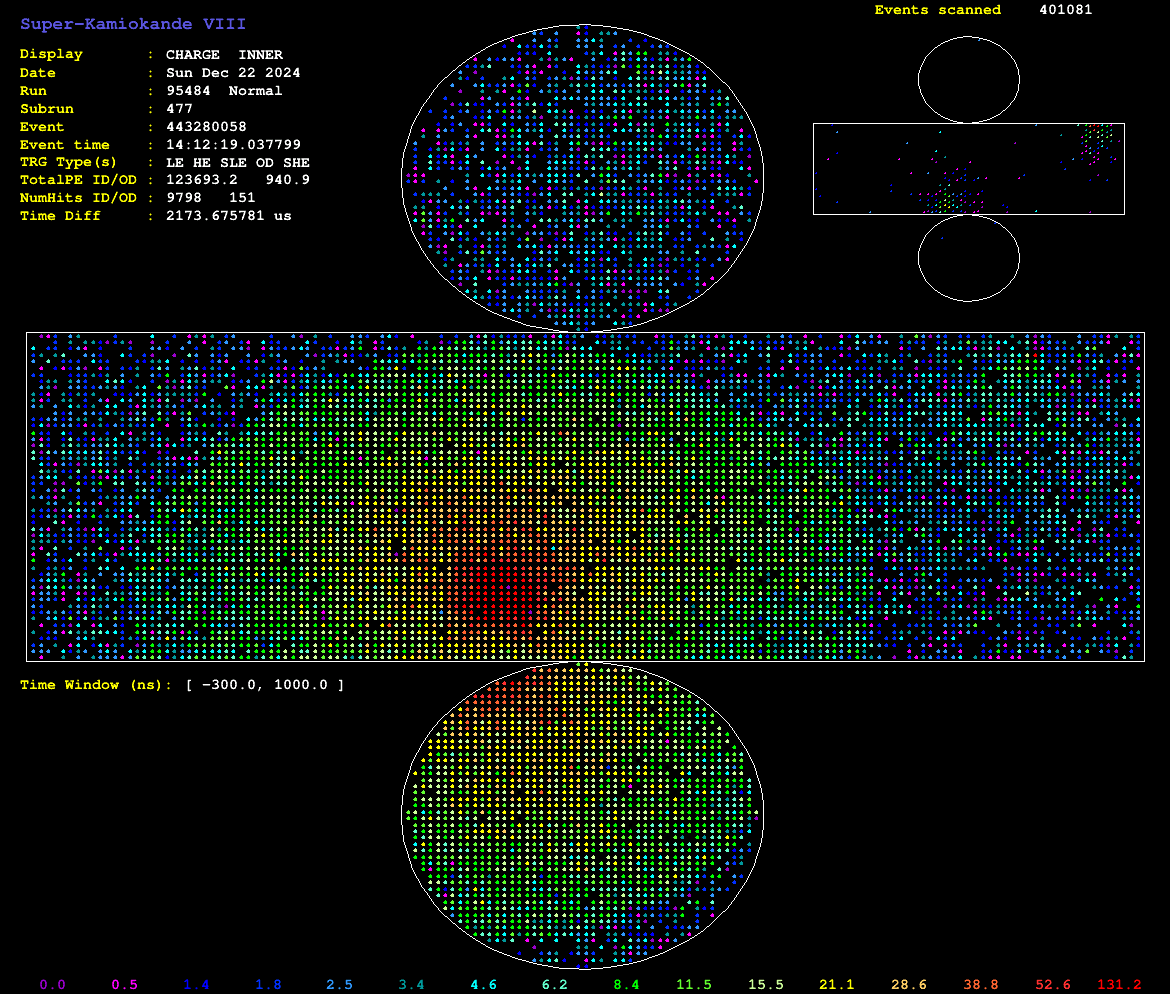 Super-Kamiokande VIII
Events scanned 401081
Display : CHARGE INNER
Date : Sun Dec 22 2024
Run : 95484 Normal
Subrun : 477
Event : 443280058
Event time : 14:12:19.037799
TRG Type(s) : LE HE SLE OD SHE
TotalPE ID/OD : 123693.2 940.9
NumHits ID/OD : 9798 151
Time Diff : 2173.675781 us
Time Window (ns): [ −300.0, 1000.0 ]
0.0 0.5 1.4 1.8 2.5 3.4 4.6 6.2 8.4 11.5 15.5 21.1 28.6 38.8 52.6 131.2